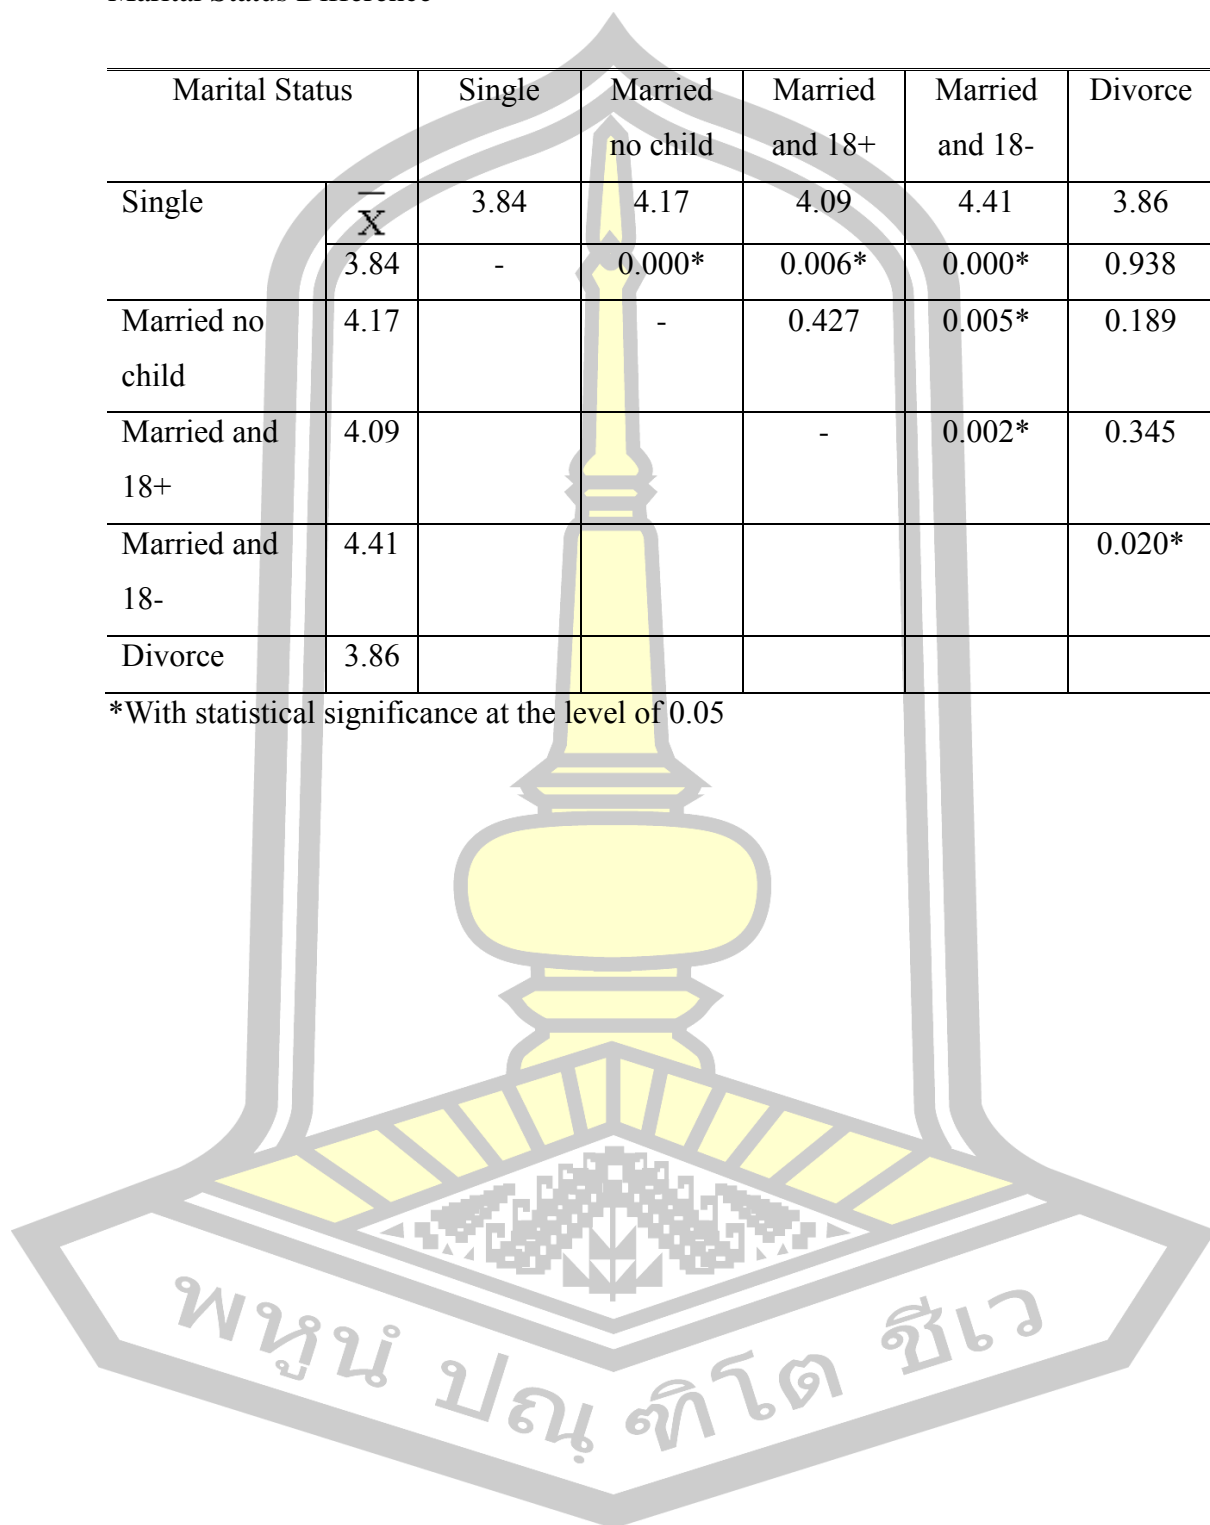 Marital Status Difference
Marital Status Single Married no child Married and 18+ Married and 18- Divorce
Single X̄ 3.84 4.17 4.09 4.41 3.86
3.84 - 0.000* 0.006* 0.000* 0.938
Married no child 4.17 - 0.427 0.005* 0.189
Married and 18+ 4.09 - 0.002* 0.345
Married and 18- 4.41 0.020*
Divorce 3.86
*With statistical significance at the level of 0.05
พหูนํ ปณฺฑิโต ชีเว